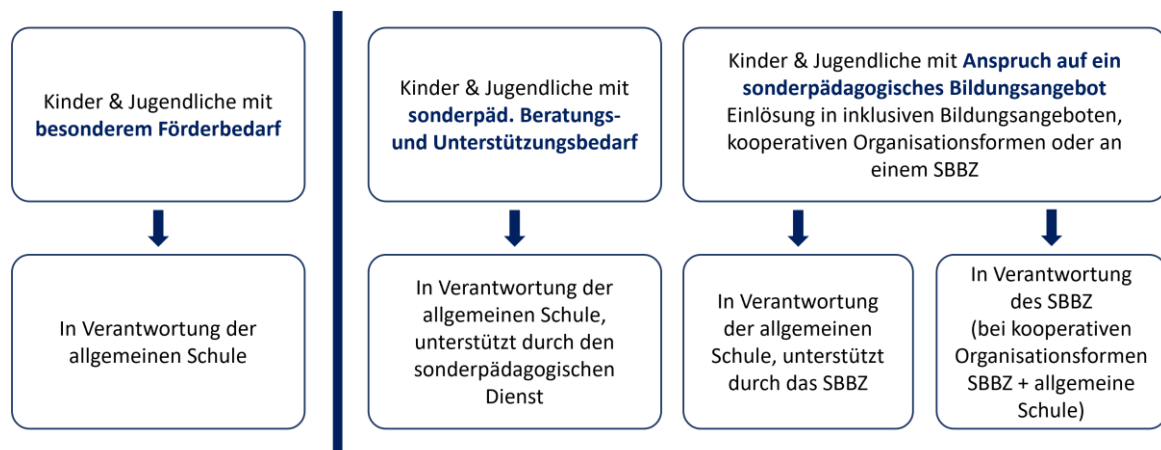 Kinder & Jugendliche mit
besonderem Förderbedarf
Kinder & Jugendliche mit
sonderpäd. Beratungs-
und Unterstützungsbedarf
Kinder & Jugendliche mit Anspruch auf ein
sonderpädagogisches Bildungsangebot
Einlösung in inklusiven Bildungsangeboten,
kooperativen Organisationsformen oder an
einem SBBZ
In Verantwortung der
allgemeinen Schule
In Verantwortung der
allgemeinen Schule,
unterstützt durch den
sonderpädagogischen
Dienst
In Verantwortung
der allgemeinen
Schule, unterstützt
durch das SBBZ
In Verantwortung
des SBBZ
(bei kooperativen
Organisationsformen
SBBZ + allgemeine
Schule)